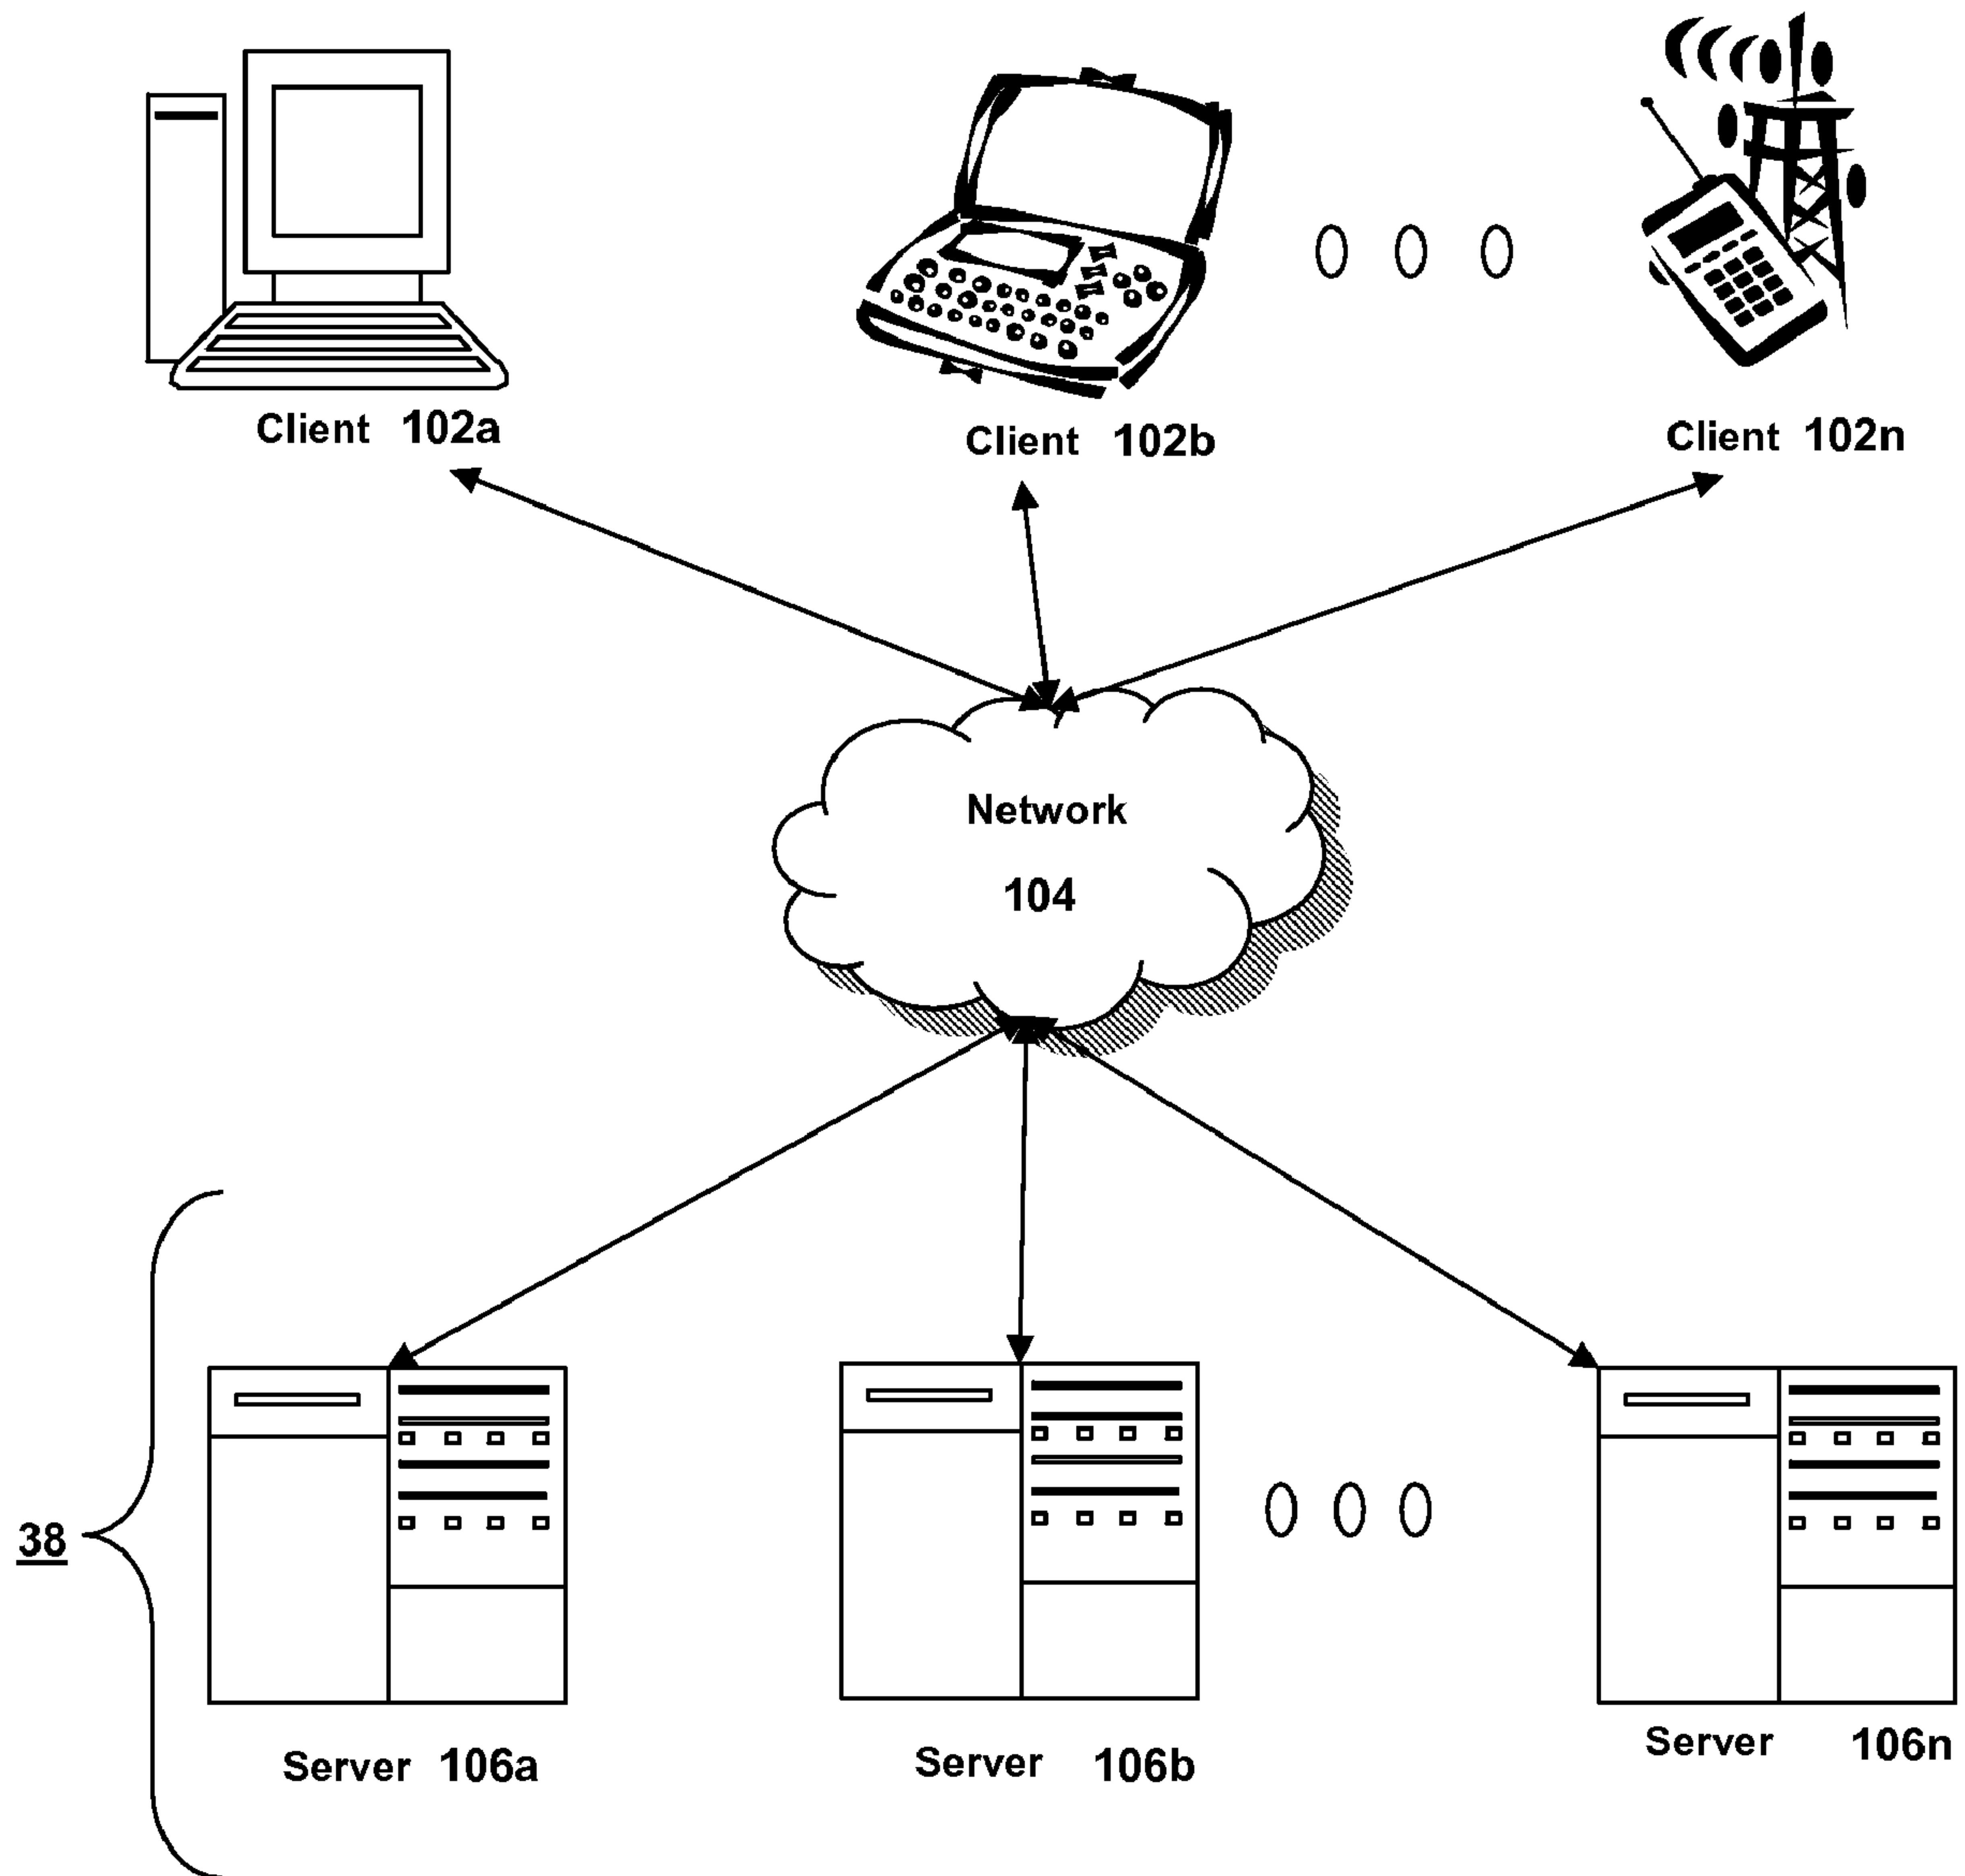 Client 102a
Client 102b
Client 102n
Network
104
38
Server 106a
Server 106b
Server 106n